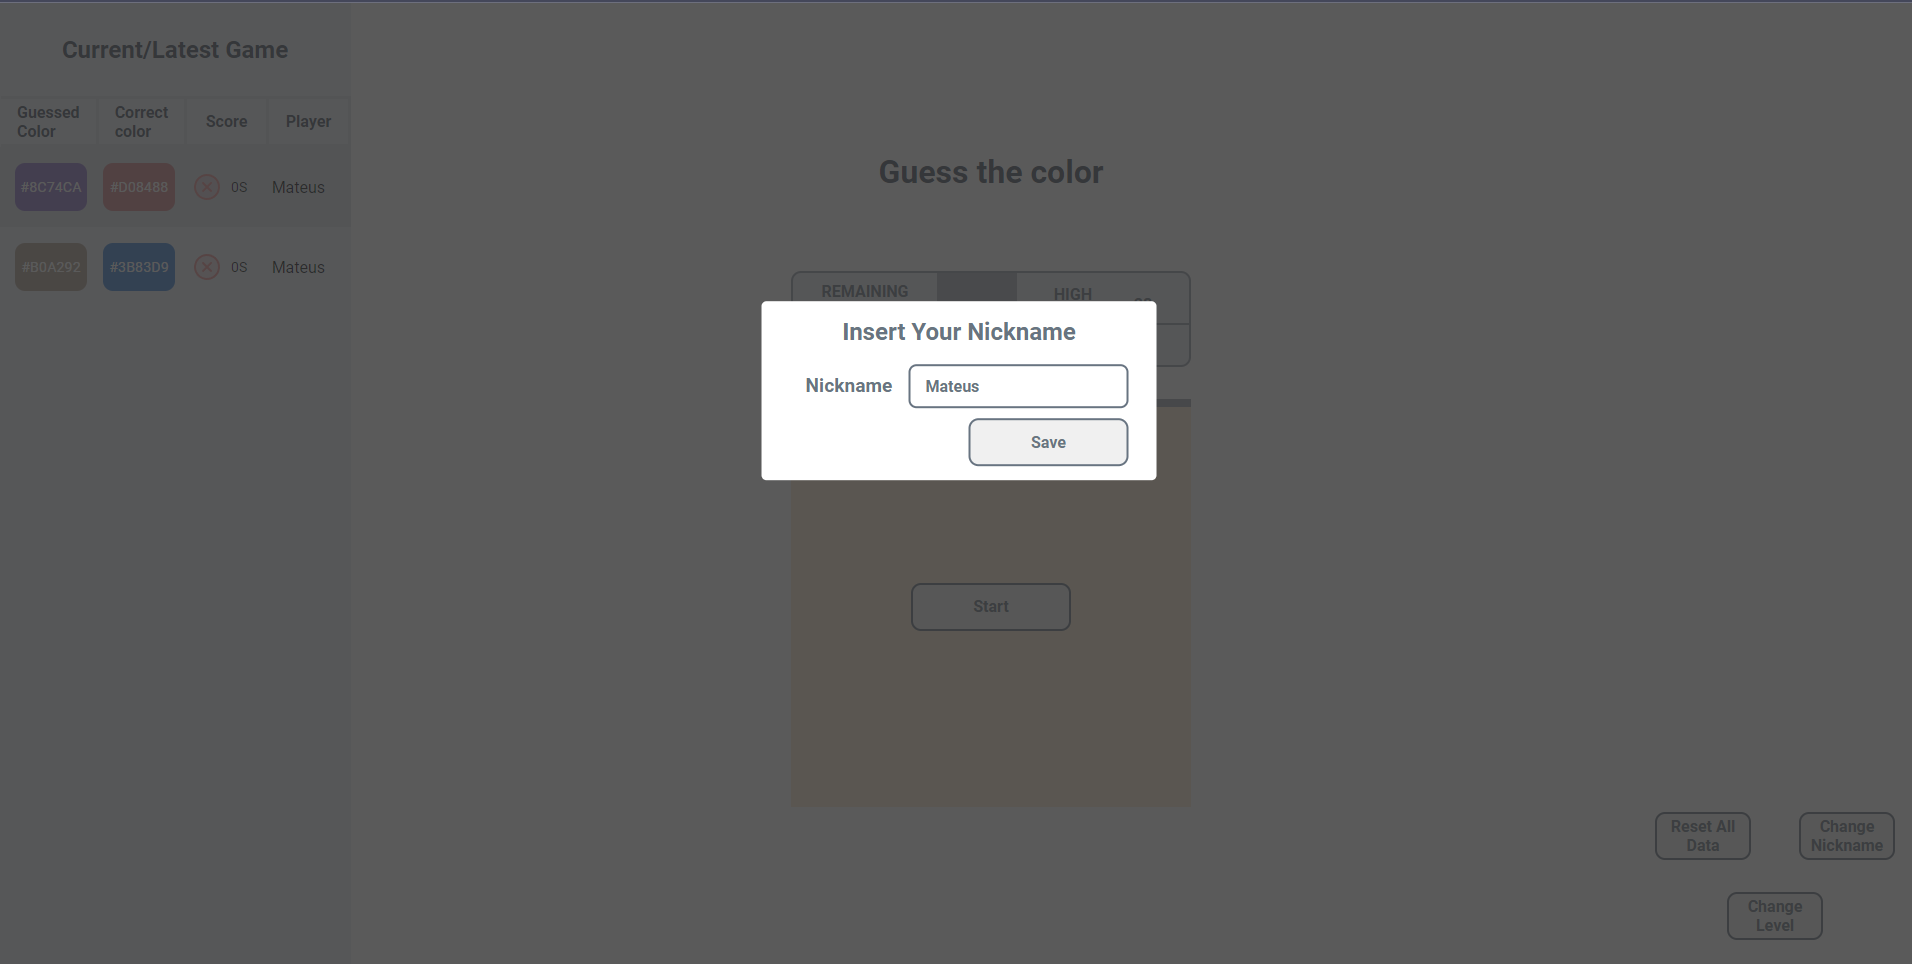 Current/Latest Game
Guessed Color
Correct color
Score
Player
#8C74CA
#D08488
0S
Mateus
#B0A292
#3B83D9
0S
Mateus
Guess the color
REMAINING
HIGH
Insert Your Nickname
Nickname
Mateus
Save
Start
Reset All
Data
Change
Nickname
Change
Level